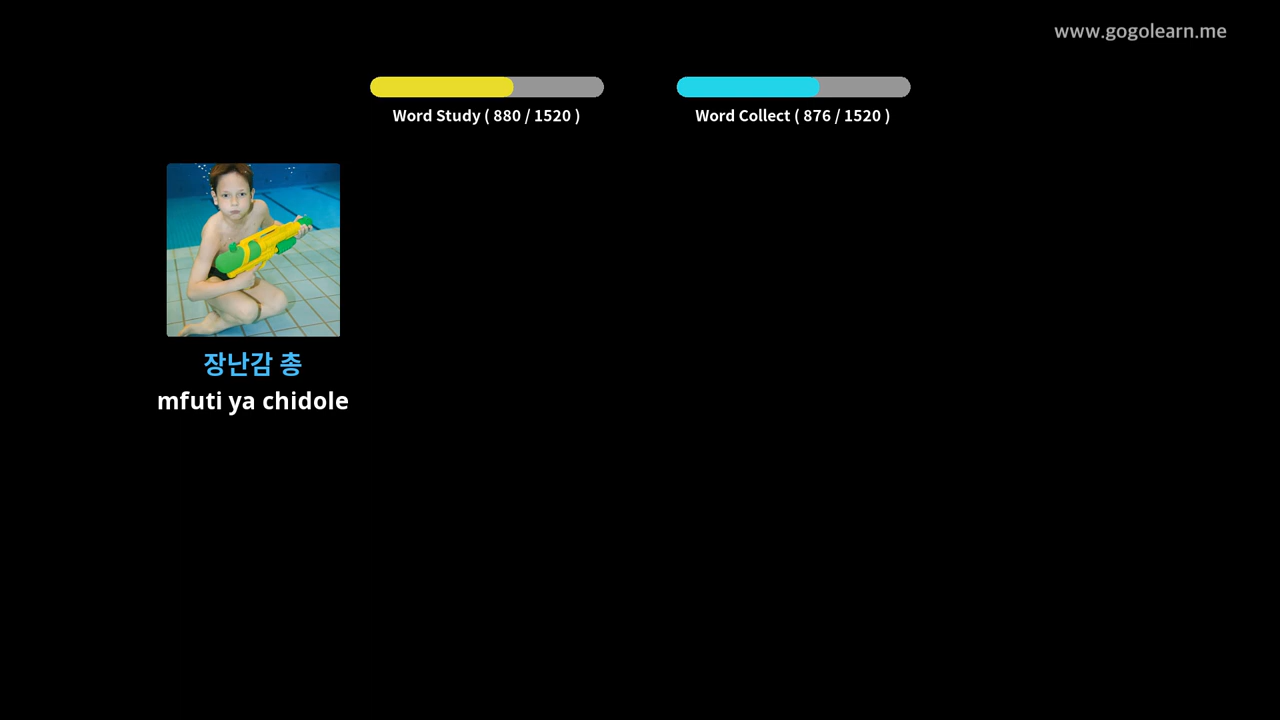 www.gogolearn.me
Word Study ( 880 / 1520 )
Word Collect ( 876 / 1520 )
장난감 총
mfuti ya chidole